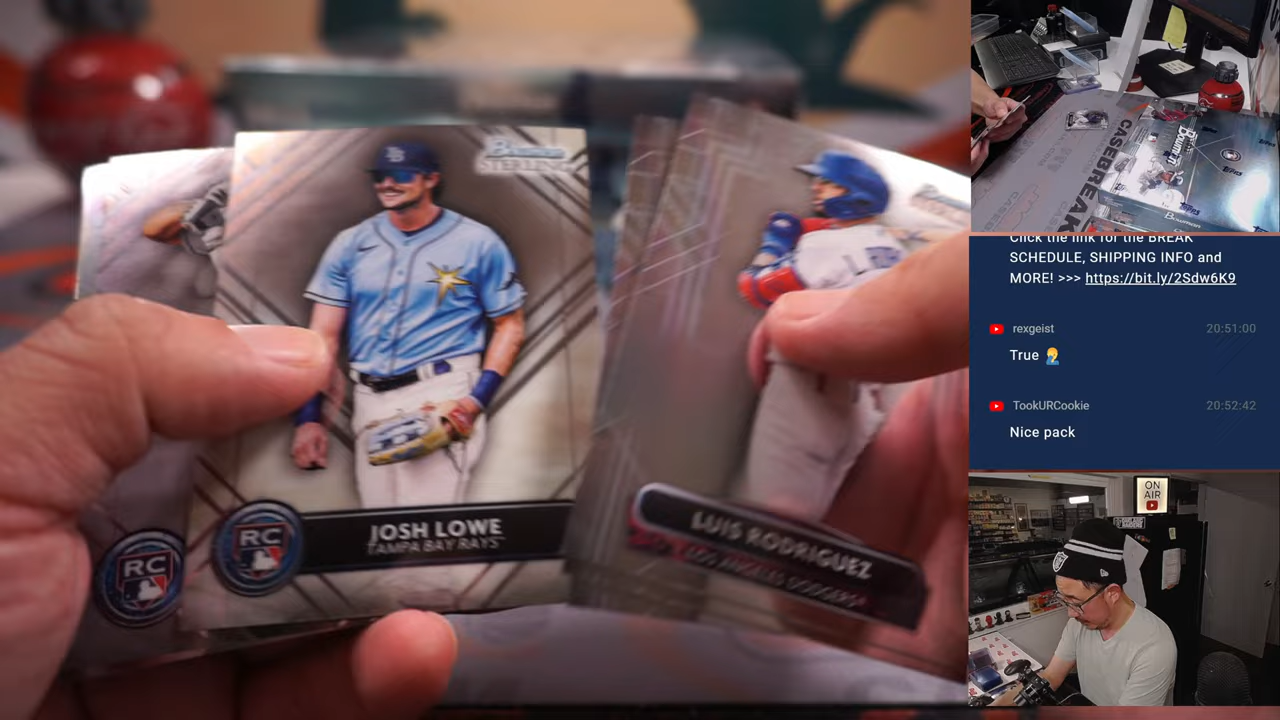 Bowman
STERLING
RC
RC
JOSH LOWE
TAMPA BAY RAYS
LUIS RODRIGUEZ
LOS ANGELES DODGERS
CASEBREAK
Bowman
Topps
Click the link for the BREAK
SCHEDULE, SHIPPING INFO and
MORE! >>> https://bit.ly/2Sdw6K9
rexgeist
20:51:00
True
TookURCookie
20:52:42
Nice pack
ON
AIR